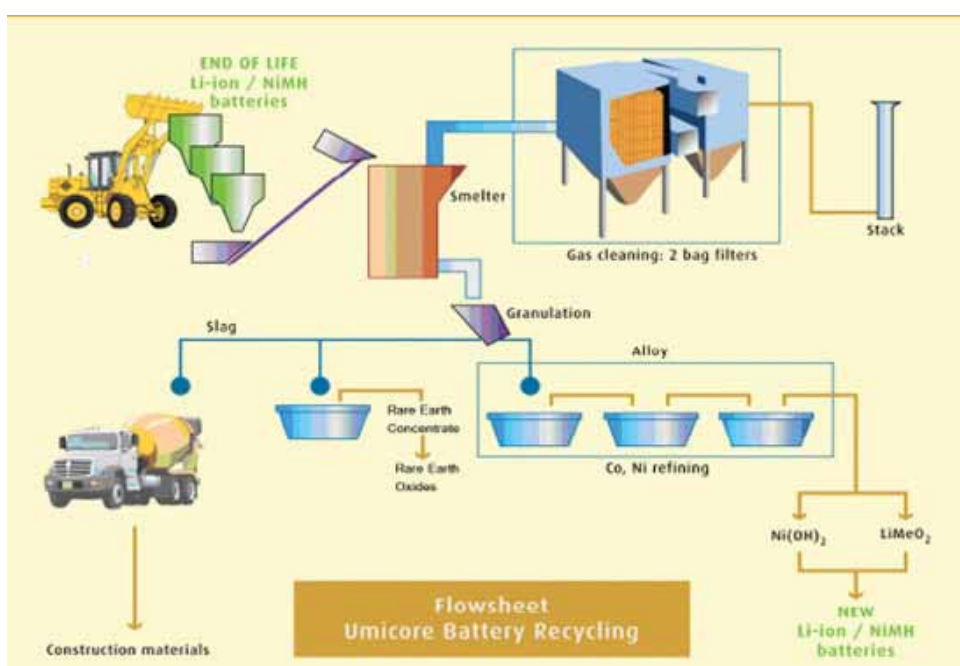 END OF LIFE
Li-ion / NiMH
batteries
Smelter
Gas cleaning: 2 bag filters
Stack
Granulation
Slag
Alloy
Rare Earth
Concentrate
Rare Earth
Oxides
Co, Ni refining
Ni(OH)₂
LiMeO₂
Flowsheet
Umicore Battery Recycling
NEW
Li-ion / NiMH
batteries
Construction materials